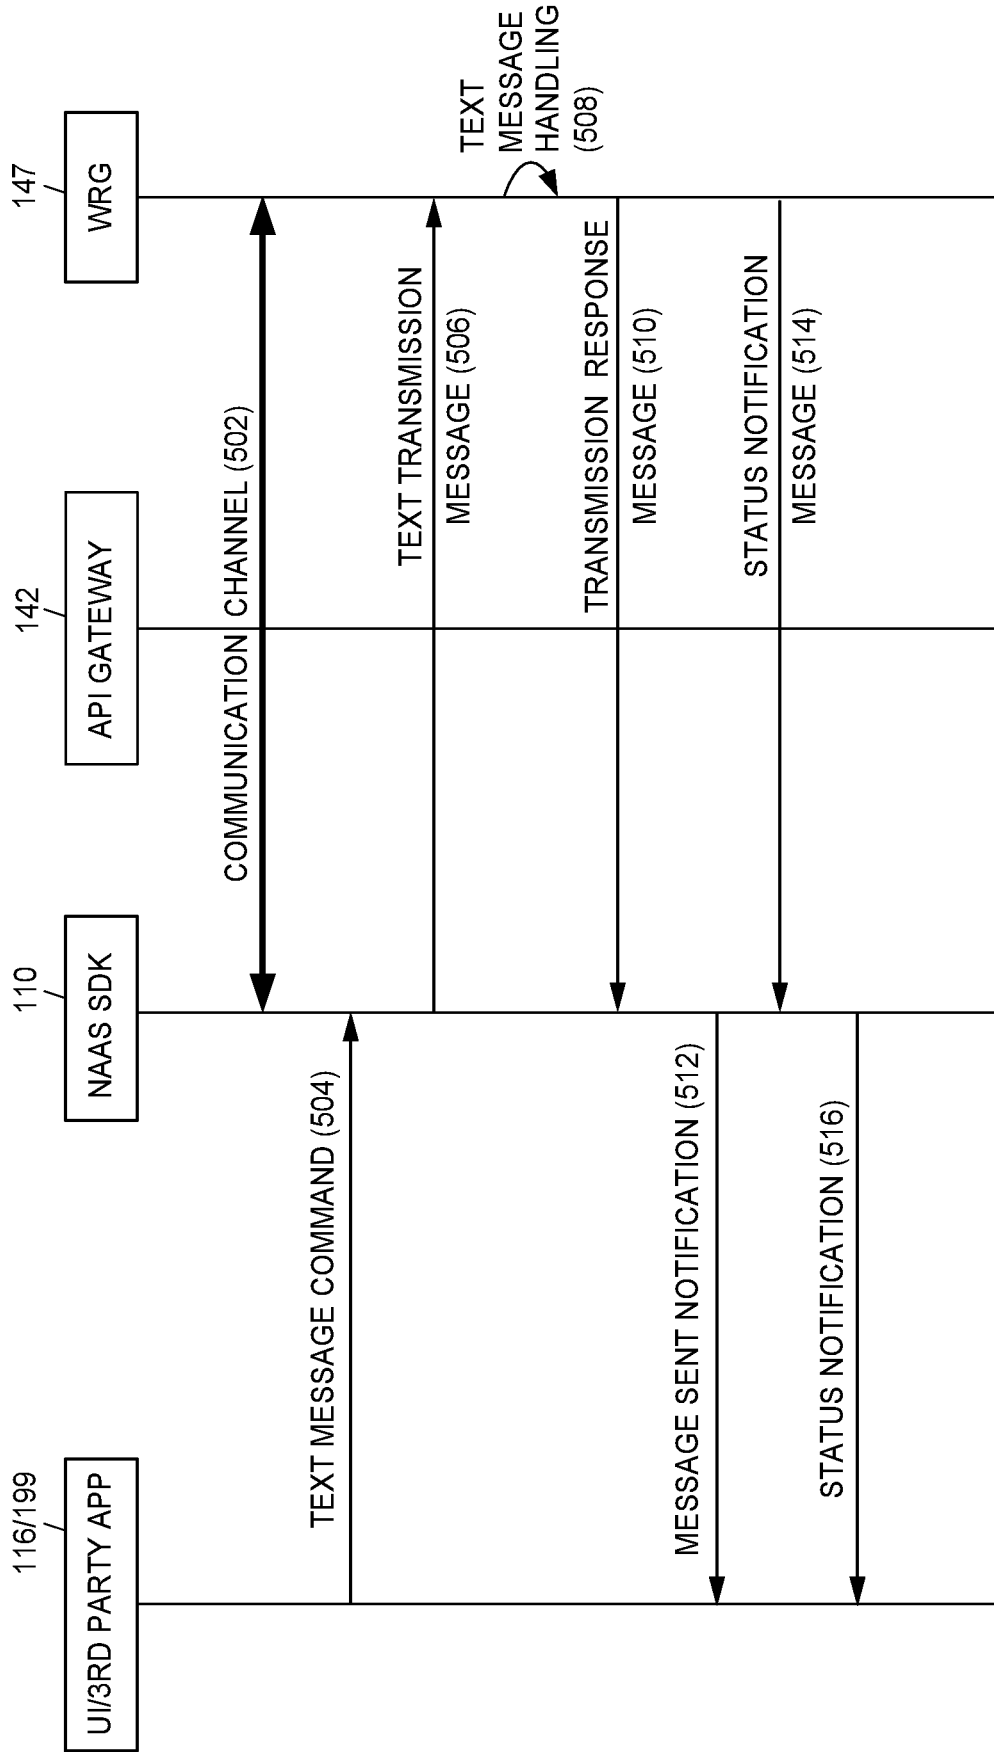 116/199
110
142
147
UI/3RD PARTY APP
NAAS SDK
API GATEWAY
WRG
COMMUNICATION CHANNEL (502)
TEXT MESSAGE COMMAND (504)
TEXT TRANSMISSION
MESSAGE (506)
TEXT
MESSAGE
HANDLING
(508)
TRANSMISSION RESPONSE
MESSAGE (510)
MESSAGE SENT NOTIFICATION (512)
STATUS NOTIFICATION
MESSAGE (514)
STATUS NOTIFICATION (516)